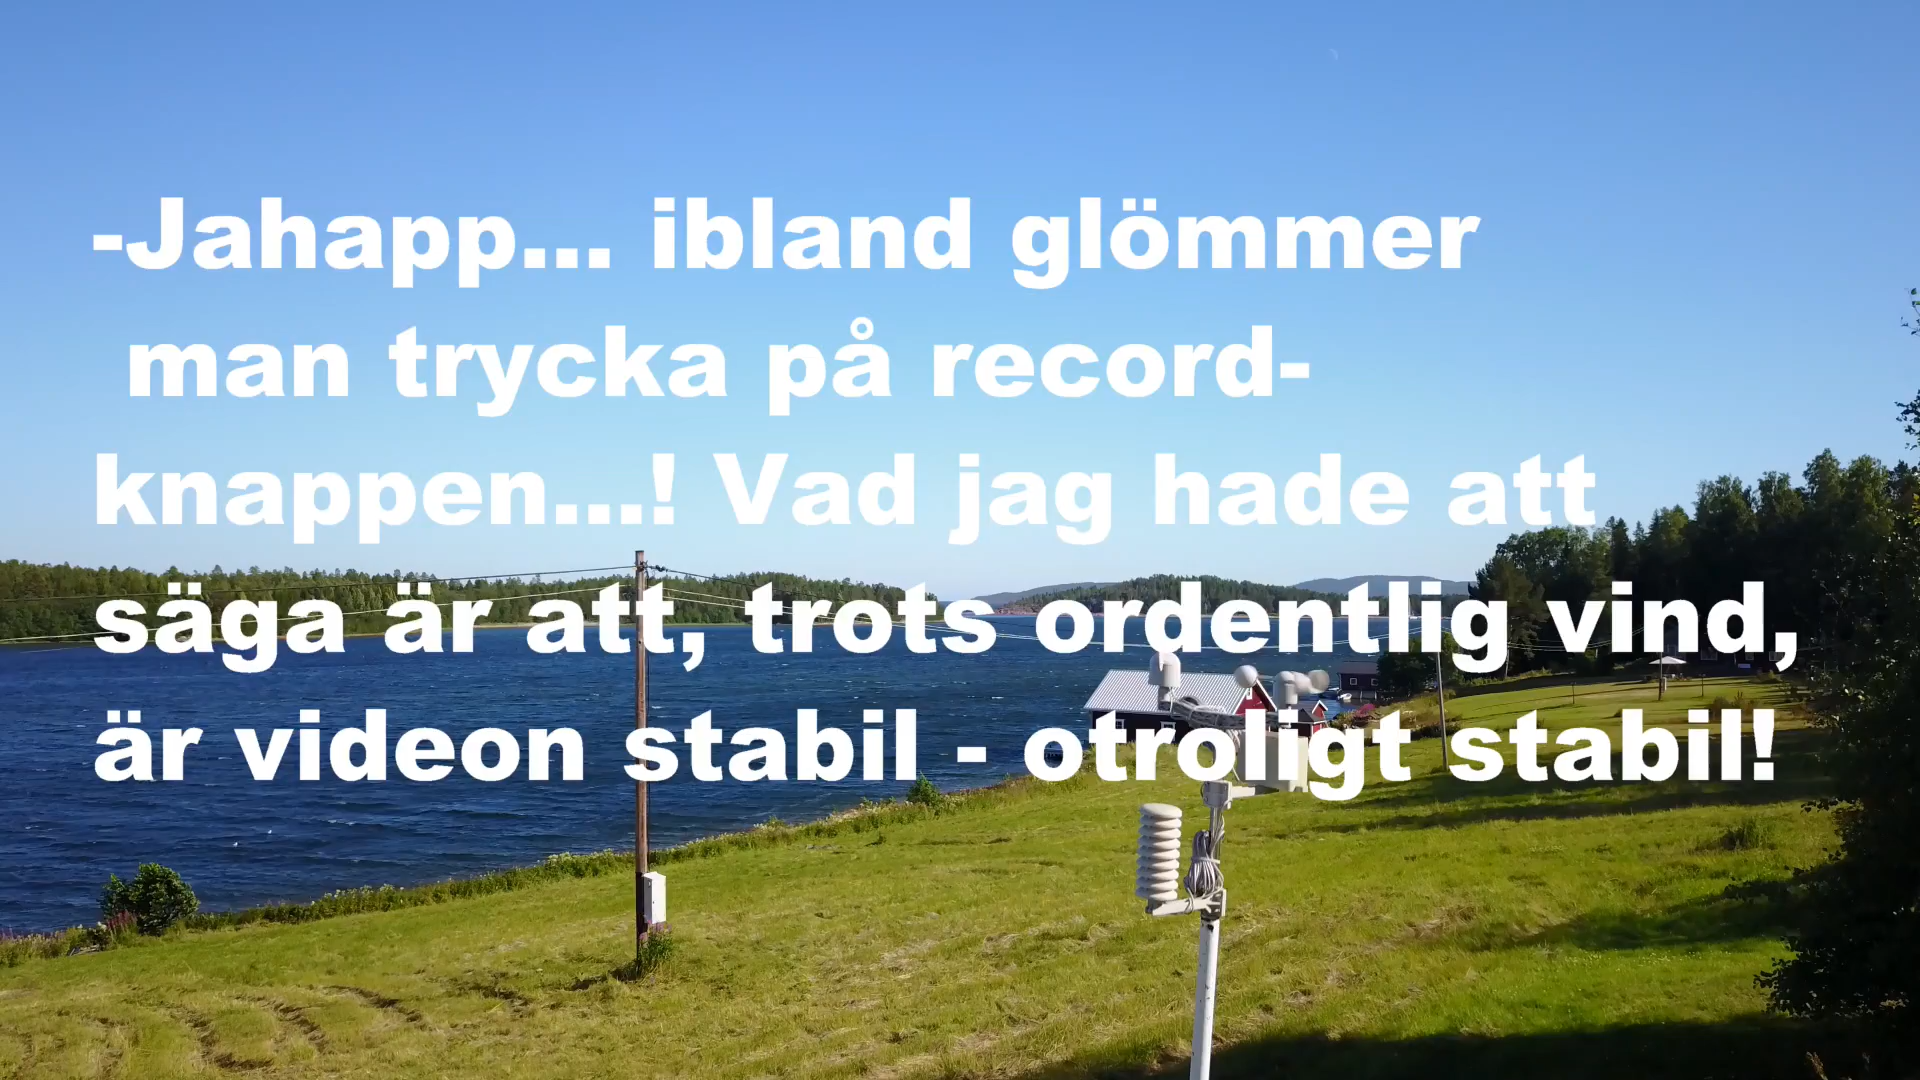 -Jahapp... ibland glömmer
man trycka på record-
knappen...! Vad jag hade att
säga är att, trots ordentlig vind,
är videon stabil - otroligt stabil!